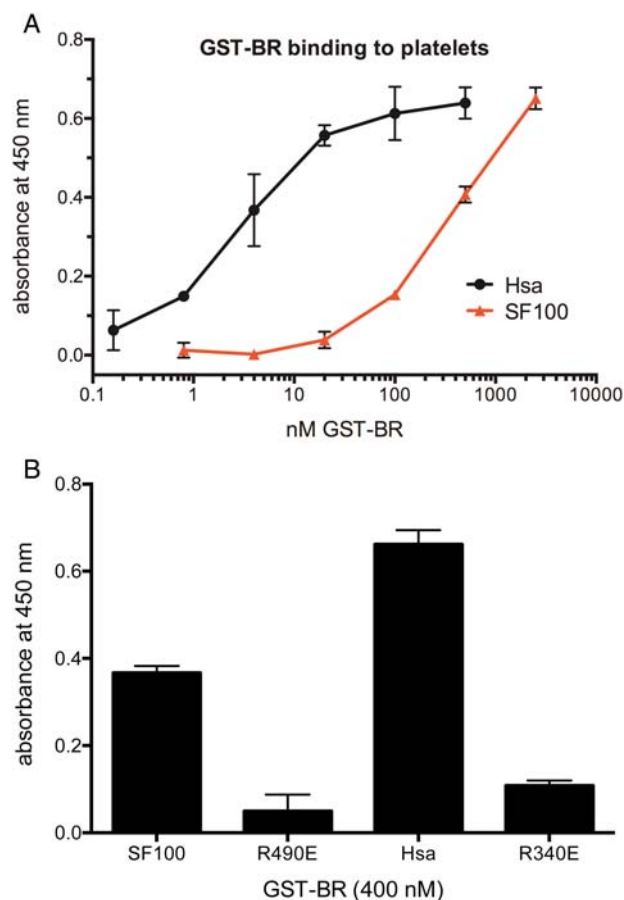 A
GST-BR binding to platelets
absorbance at 450 nm
0.8
0.6
0.4
0.2
0.0
Hsa
SF100
0.1 1 10 100 1000 10000
nM GST-BR
B
absorbance at 450 nm
0.8
0.6
0.4
0.2
0.0
SF100 R490E Hsa R340E
GST-BR (400 nM)